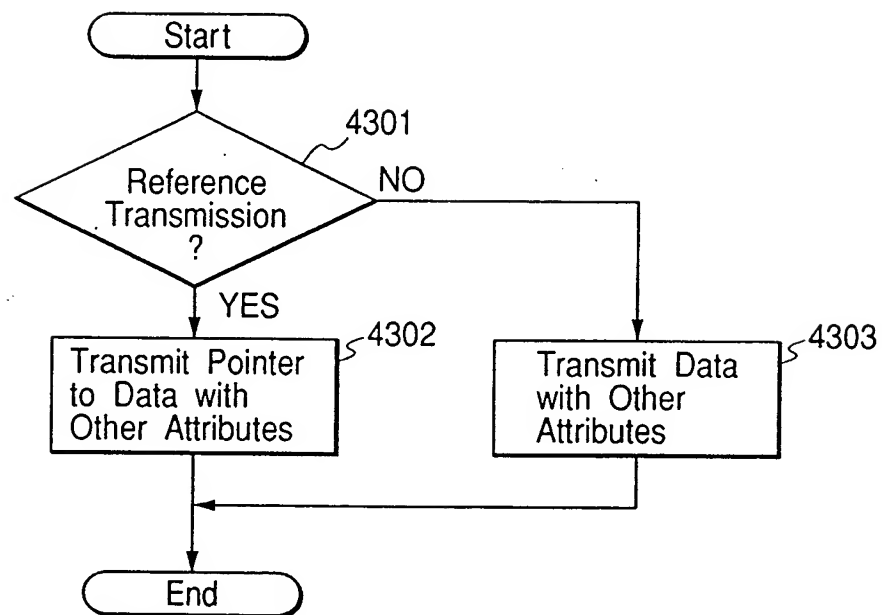 Start
4301
Reference
Transmission
?
NO
YES
4302
Transmit Pointer
to Data with
Other Attributes
4303
Transmit Data
with Other
Attributes
End